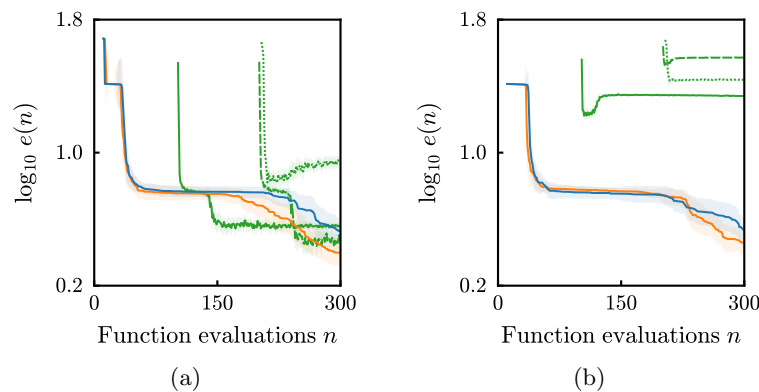 1.8
1.0
0.2
log₁₀ e(n)
0
150
300
Function evaluations n
(a)
1.8
1.0
0.2
log₁₀ e(n)
0
150
300
Function evaluations n
(b)